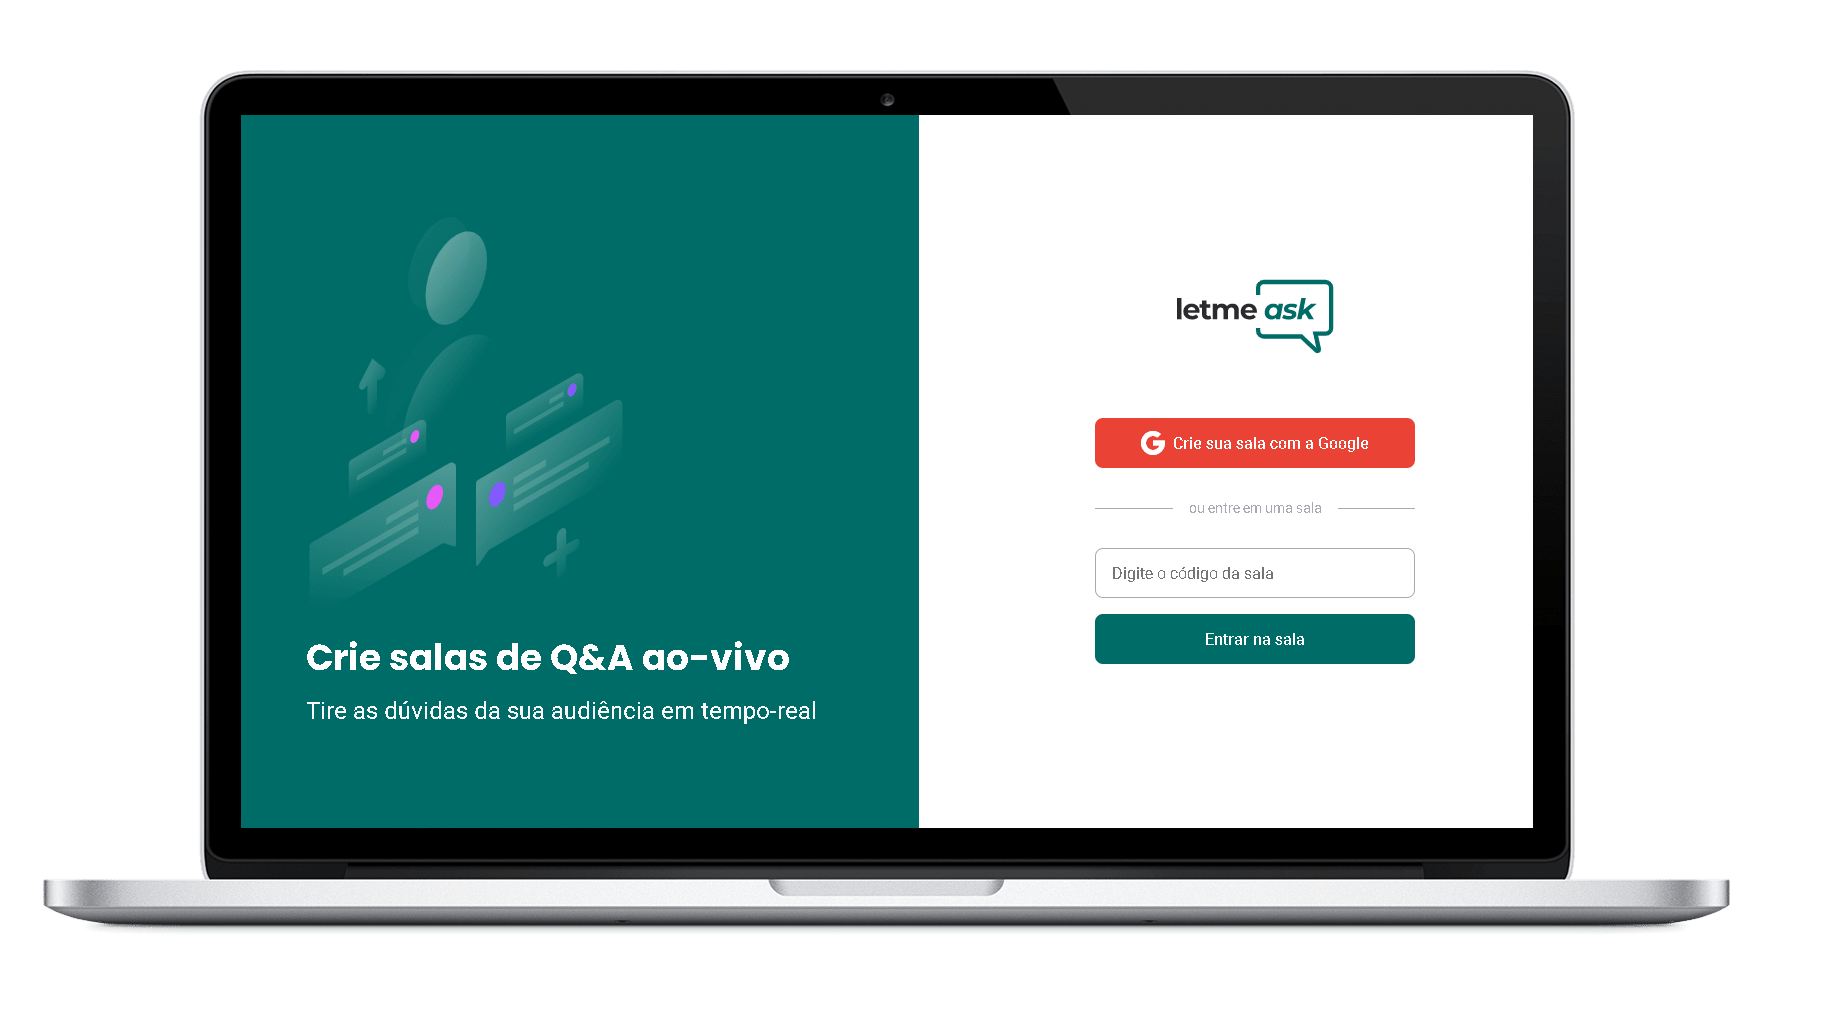 Crie salas de Q&A ao-vivo
Tire as dúvidas da sua audiência em tempo-real
letme ask
Crie sua sala com a Google
ou entre em uma sala
Digite o código da sala
Entrar na sala